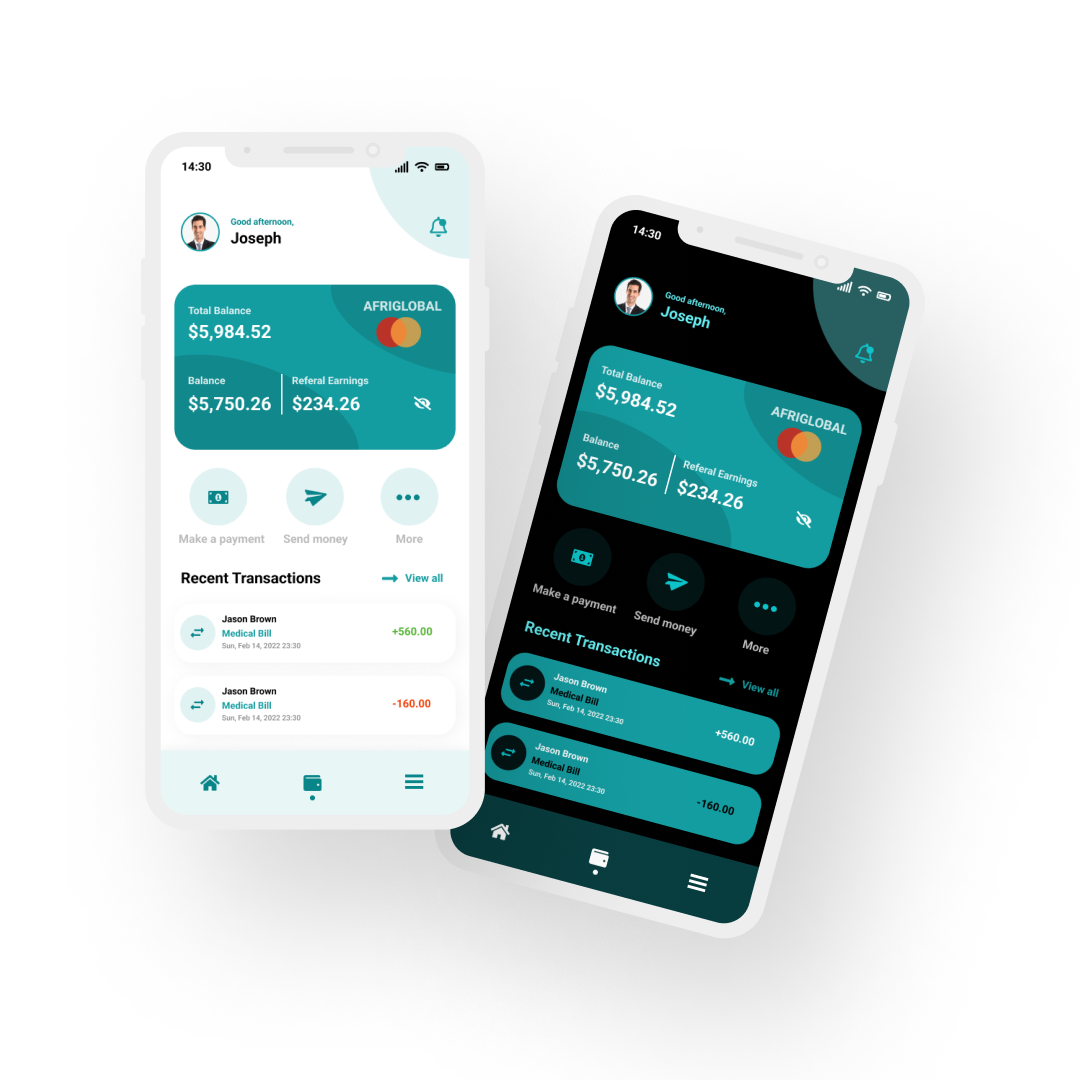 14:30
Good afternoon,
Joseph
Total Balance
AFRIGLOBAL
$5,984.52
Balance
Referal Earnings
$5,750.26
$234.26
Make a payment
Send money
More
Recent Transactions
View all
Jason Brown
Medical Bill
+560.00
Sun, Feb 14, 2022 23:30
Jason Brown
Medical Bill
-160.00
Sun, Feb 14, 2022 23:30
14:30
Good afternoon,
Joseph
Total Balance
AFRIGLOBAL
$5,984.52
Balance
Referal Earnings
$5,750.26
$234.26
Make a payment
Send money
More
Recent Transactions
View all
Jason Brown
Medical Bill
+560.00
Sun, Feb 14, 2022 23:30
Jason Brown
Medical Bill
-160.00
Sun, Feb 14, 2022 23:30